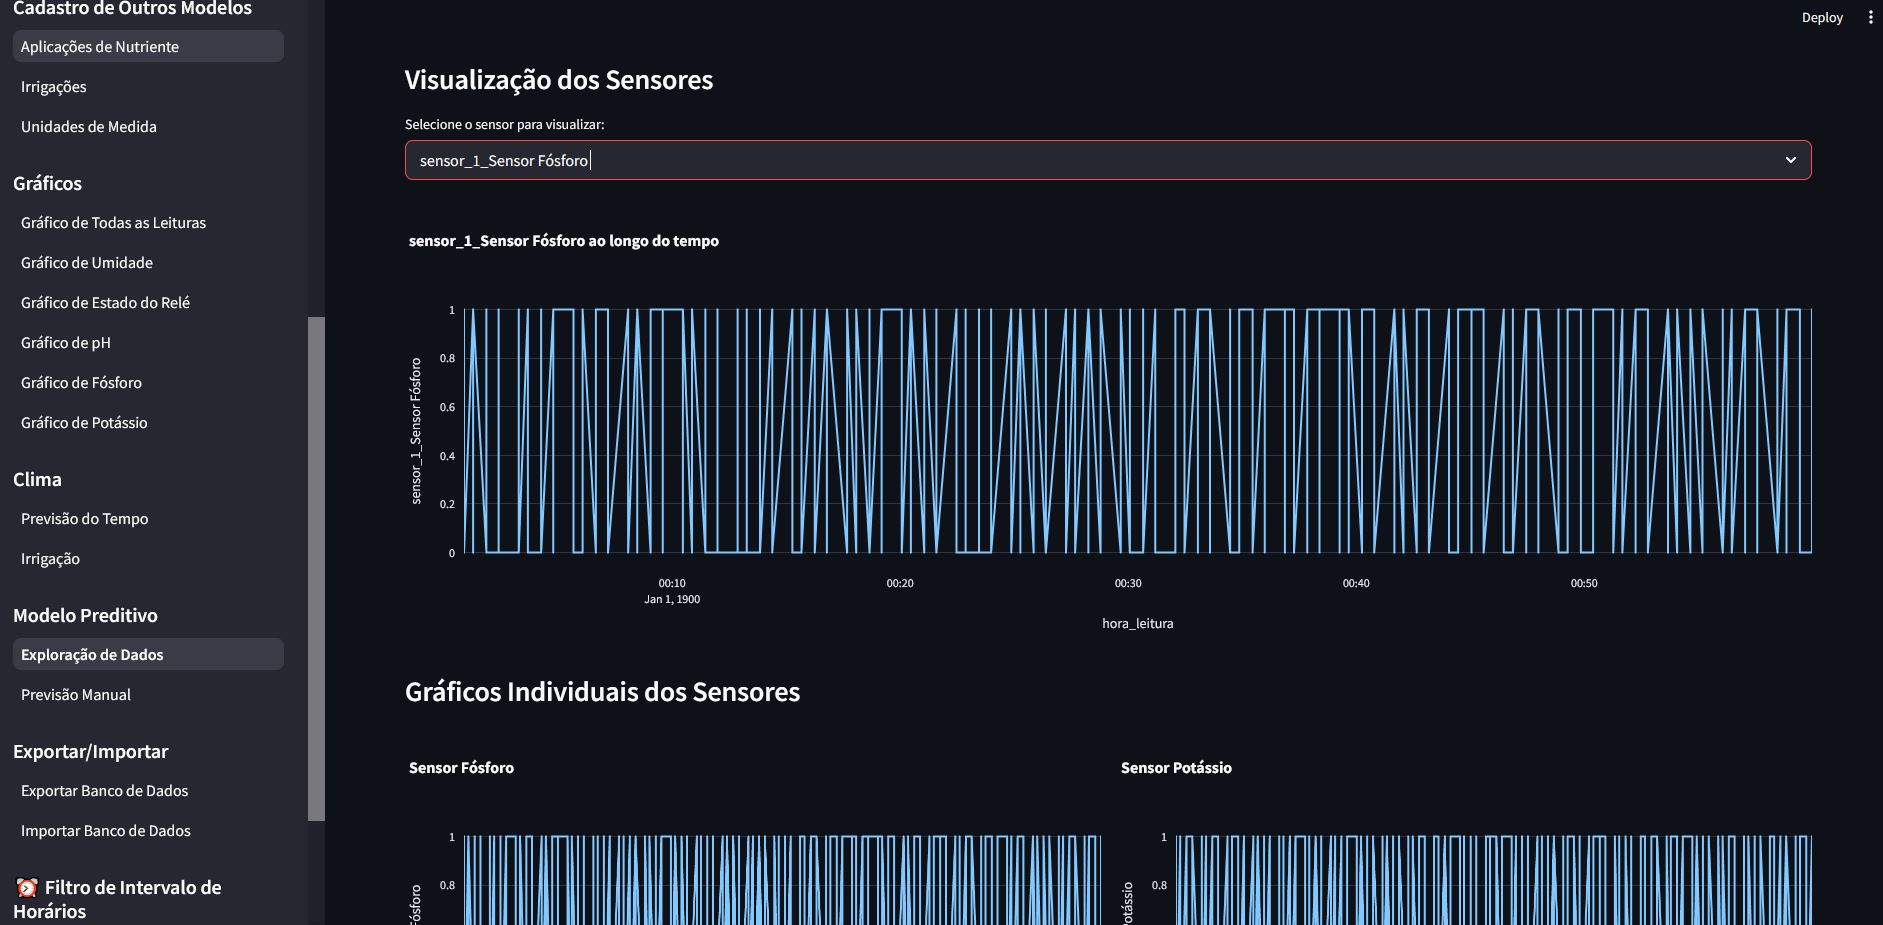 Cadastro de Outros Modelos
Aplicações de Nutriente
Irrigações
Unidades de Medida
Gráficos
Gráfico de Todas as Leituras
Gráfico de Umidade
Gráfico de Estado do Relé
Gráfico de pH
Gráfico de Fósforo
Gráfico de Potássio
Clima
Previsão do Tempo
Irrigação
Modelo Preditivo
Exploração de Dados
Previsão Manual
Exportar/Importar
Exportar Banco de Dados
Importar Banco de Dados
Filtro de Intervalo de
Horários
Deploy
Visualização dos Sensores
Selecione o sensor para visualizar:
sensor_1_Sensor Fósforo
sensor_1_Sensor Fósforo ao longo do tempo
sensor_1_Sensor Fósforo
1
0.8
0.6
0.4
0.2
0
00:10
Jan 1, 1900
00:20
00:30
00:40
00:50
hora_leitura
Gráficos Individuais dos Sensores
Sensor Fósforo
1
0.8
Fósforo
Sensor Potássio
1
0.8
otássio